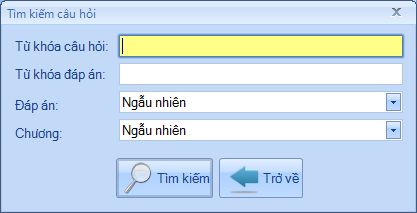 Tìm kiếm câu hỏi
Từ khóa câu hỏi:
Từ khóa đáp án:
Đáp án: Ngẫu nhiên
Chương: Ngẫu nhiên
Tìm kiếm Trở về